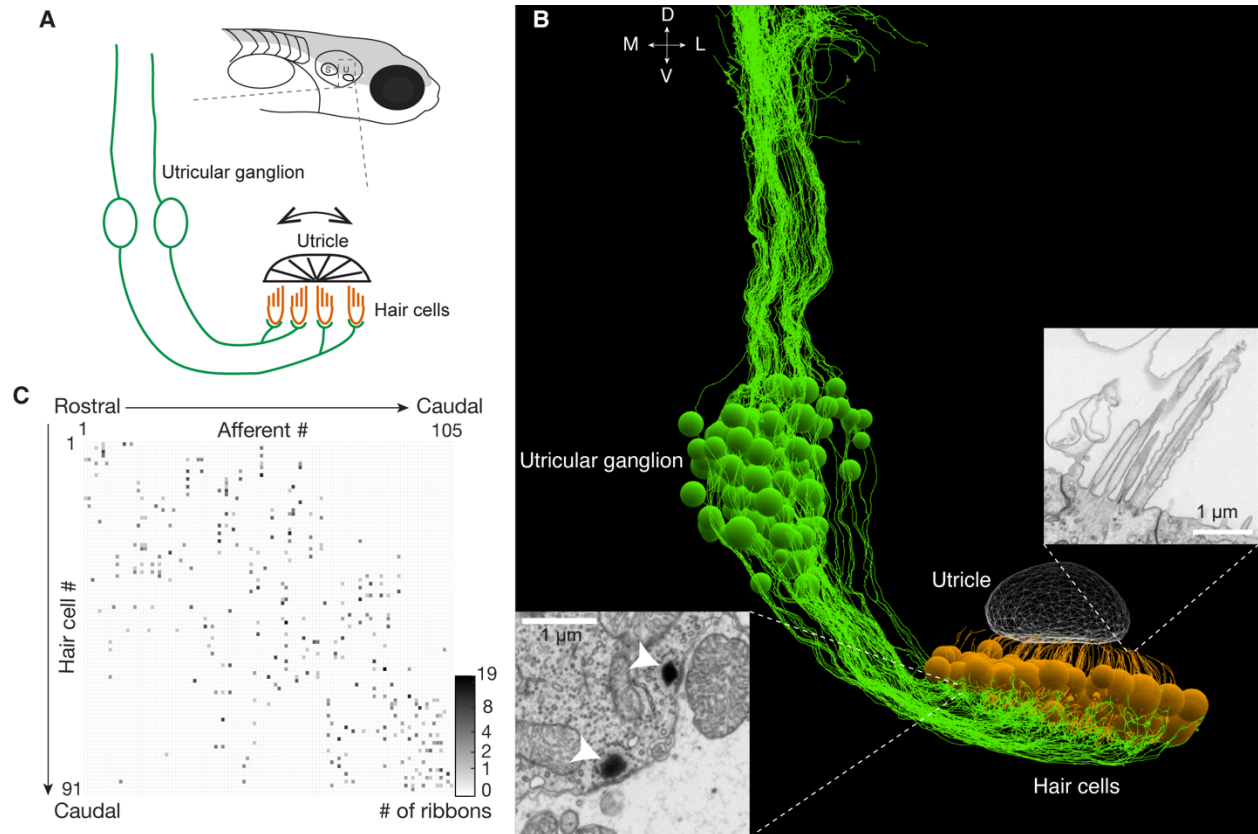 A
S
U
Utricular ganglion
Utricle
Hair cells
B
D
M
L
V
Utricular ganglion
1 µm
Utricle
1 µm
Hair cells
C
Rostral
Caudal
1
Afferent #
105
1
Hair cell #
91
Caudal
19
8
4
2
1
0
# of ribbons